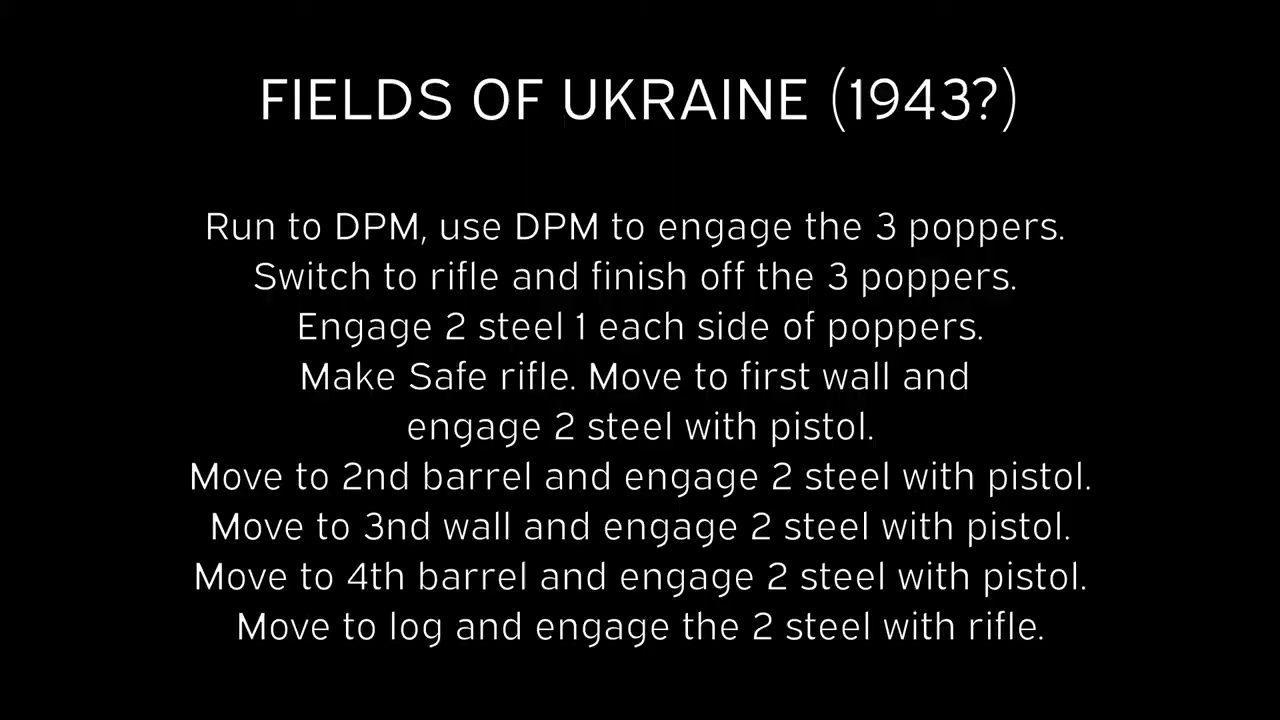 FIELDS OF UKRAINE (1943?)
Run to DPM, use DPM to engage the 3 poppers.
Switch to rifle and finish off the 3 poppers.
Engage 2 steel 1 each side of poppers.
Make Safe rifle. Move to first wall and
engage 2 steel with pistol.
Move to 2nd barrel and engage 2 steel with pistol.
Move to 3nd wall and engage 2 steel with pistol.
Move to 4th barrel and engage 2 steel with pistol.
Move to log and engage the 2 steel with rifle.